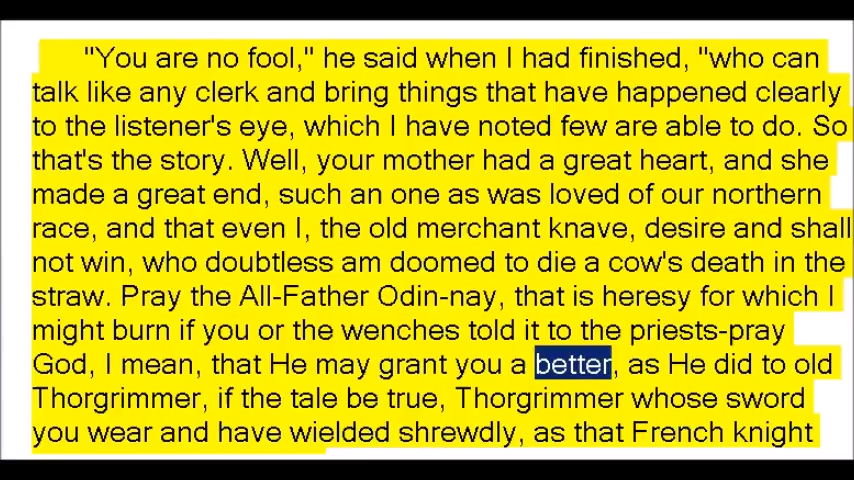 "You are no fool," he said when I had finished, "who can
talk like any clerk and bring things that have happened clearly
to the listener's eye, which I have noted few are able to do. So
that's the story. Well, your mother had a great heart, and she
made a great end, such an one as was loved of our northern
race, and that even I, the old merchant knave, desire and shall
not win, who doubtless am doomed to die a cow's death in the
straw. Pray the All-Father Odin-nay, that is heresy for which I
might burn if you or the wenches told it to the priests-pray
God, I mean, that He may grant you a better, as He did to old
Thorgrimmer, if the tale be true, Thorgrimmer whose sword
you wear and have wielded shrewdly, as that French knight